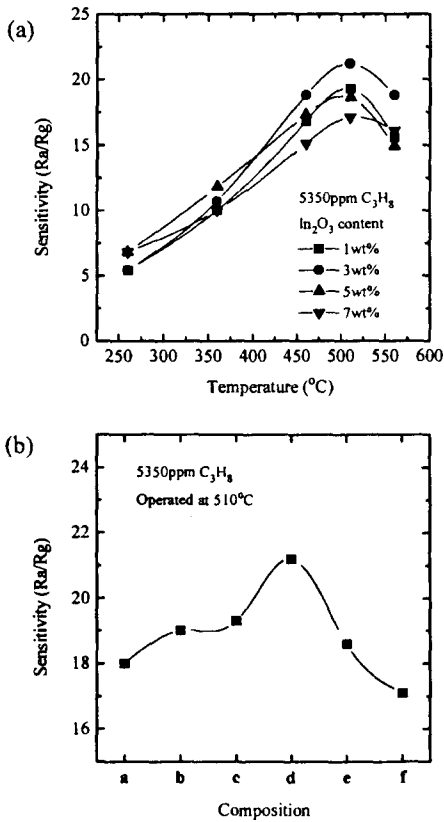 (a)
25
20
15
10
5
0
Sensitivity (Ra/Rg)
5350ppm C₃H₈
In₂O₃ content
1wt%
3wt%
5wt%
7wt%
250 300 350 400 450 500 550 600
Temperature (°C)
(b)
24
22
20
18
16
Sensitivity (Ra/Rg)
5350ppm C₃H₈
Operated at 510°C
a b c d e f
Composition